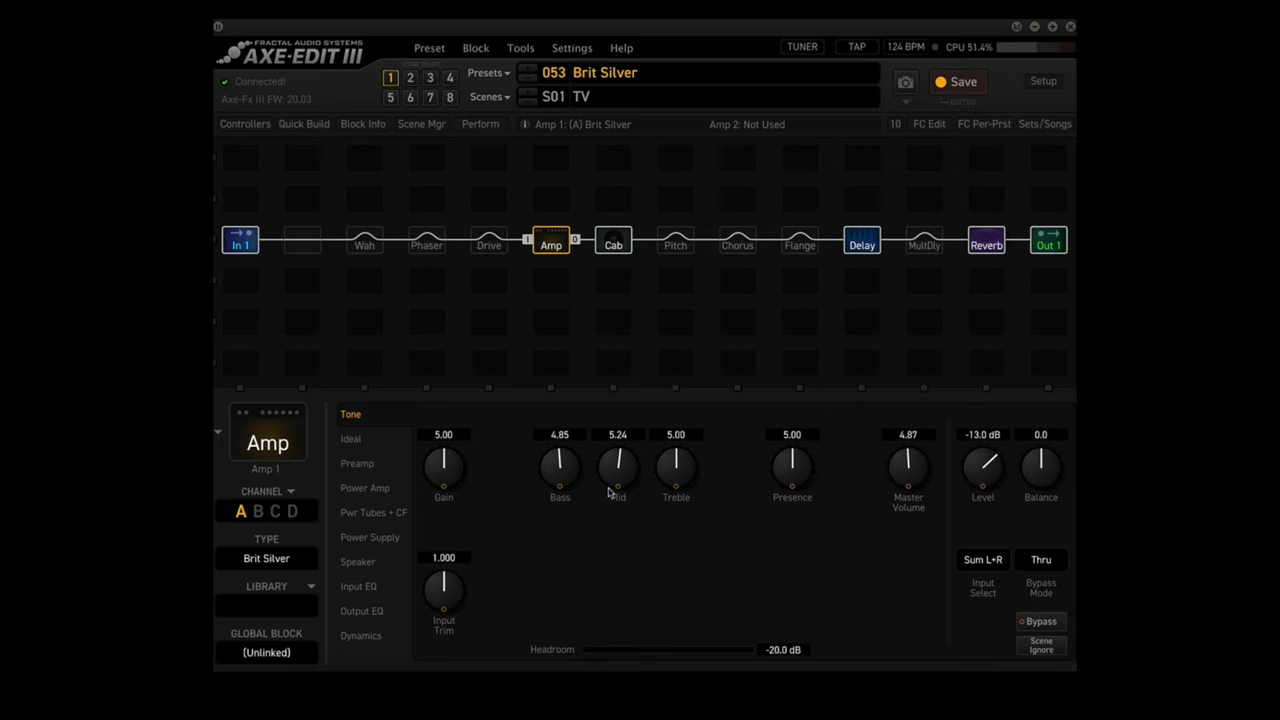 FRACTAL AUDIO SYSTEMS
AXE-EDIT III
Preset Block Tools Settings Help
TUNER TAP 124 BPM CPU 51.4%
Connected!
Axe-Fx III FW: 20.03
SCENE SELECT
1 2 3 4
5 6 7 8
Presets 053 Brit Silver
Scenes S01 TV
Save
EDITED
Setup
Controllers Quick Build Block Info Scene Mgr Perform Amp 1: (A) Brit Silver Amp 2: Not Used 10 FC Edit FC Per-Prst Sets/Songs
In 1 Wah Phaser Drive I Amp O Cab Pitch Chorus Flange Delay MultDly Reverb Out 1
Amp
Amp 1
CHANNEL
A B C D
TYPE
Brit Silver
LIBRARY
GLOBAL BLOCK
(Unlinked)
Tone
Ideal
Preamp
Power Amp
Pwr Tubes + CF
Power Supply
Speaker
Input EQ
Output EQ
Dynamics
5.00 4.85 5.24 5.00 5.00 4.87 -13.0 dB 0.0
Gain Bass Mid Treble Presence Master Volume Level Balance
1.000
Input Trim
Sum L+R Thru
Input Select Bypass Mode
Bypass
Scene Ignore
Headroom -20.0 dB